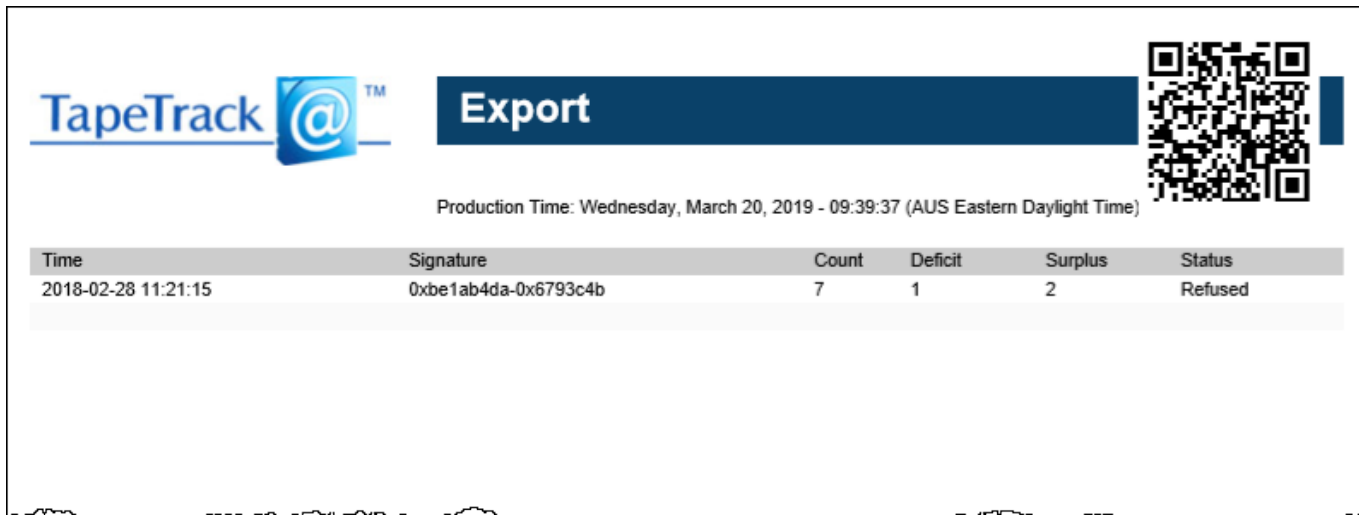 TapeTrack @ ™
Export
Production Time: Wednesday, March 20, 2019 - 09:39:37 (AUS Eastern Daylight Time)
Time Signature Count Deficit Surplus Status
2018-02-28 11:21:15 0xbe1ab4da-0x6793c4b 7 1 2 Refused